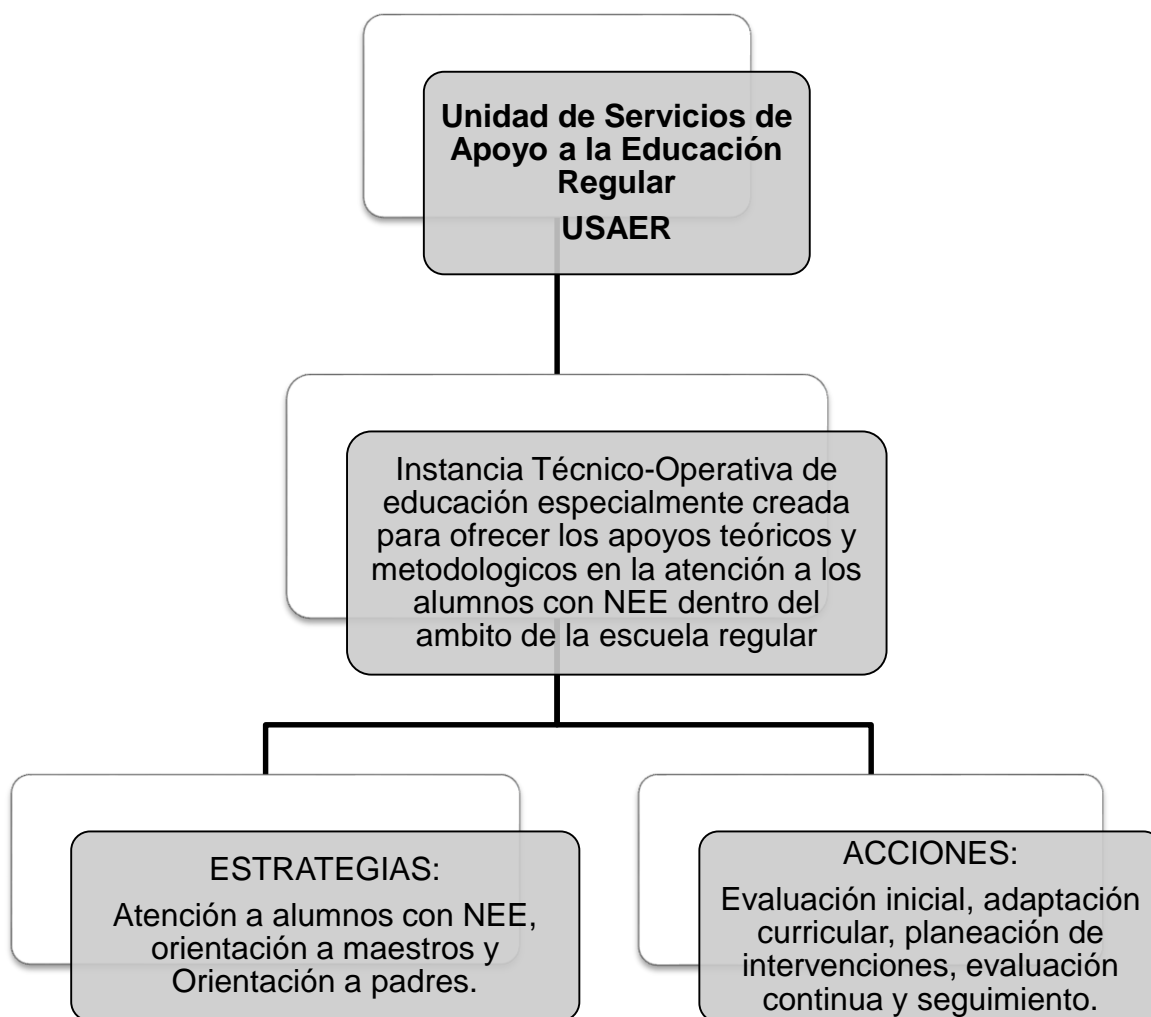 Unidad de Servicios de
Apoyo a la Educación
Regular
USAER
Instancia Técnico-Operativa de
educación especialmente creada
para ofrecer los apoyos teóricos y
metodologicos en la atención a los
alumnos con NEE dentro del
ambito de la escuela regular
ESTRATEGIAS:
Atención a alumnos con NEE,
orientación a maestros y
Orientación a padres.
ACCIONES:
Evaluación inicial, adaptación
curricular, planeación de
intervenciones, evaluación
continua y seguimiento.